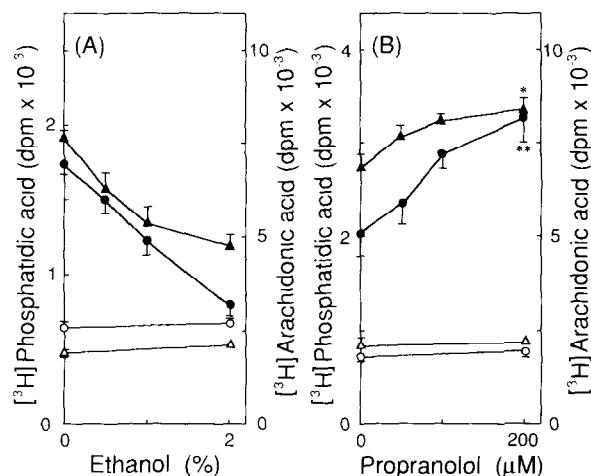 (A)
[³H]Phosphatidic acid (dpm x 10⁻³)
2
1
0
10
5
0
[³H]Arachidonic acid (dpm x 10⁻³)
0
1
2
Ethanol (%)
(B)
[³H]Phosphatidic acid (dpm x 10⁻³)
4
2
0
*
**
10
5
0
[³H]Arachidonic acid (dpm x 10⁻³)
0
100
200
Propranolol (μM)